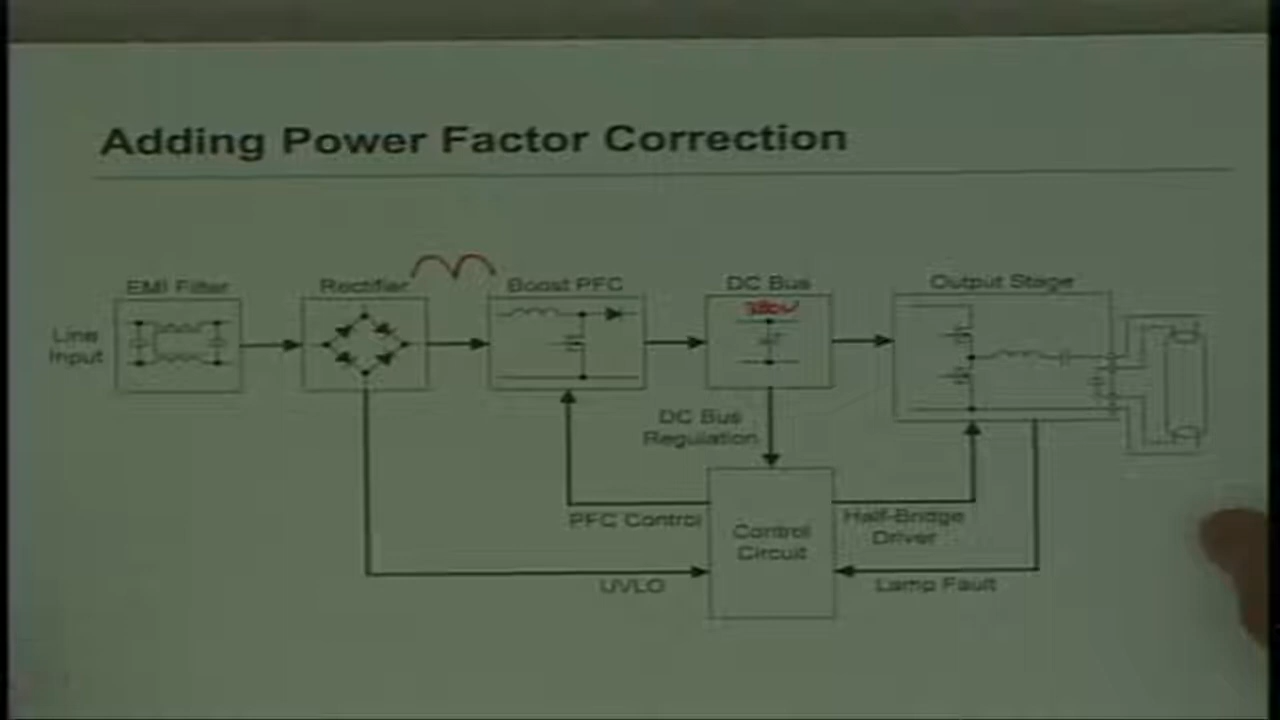 Adding Power Factor Correction
EMI Filter
Rectifier
Boost PFC
DC Bus
Output Stage
Line
Input
380V
DC Bus
Regulation
PFC Control
Control
Circuit
Half-Bridge
Driver
UVLO
Lamp Fault